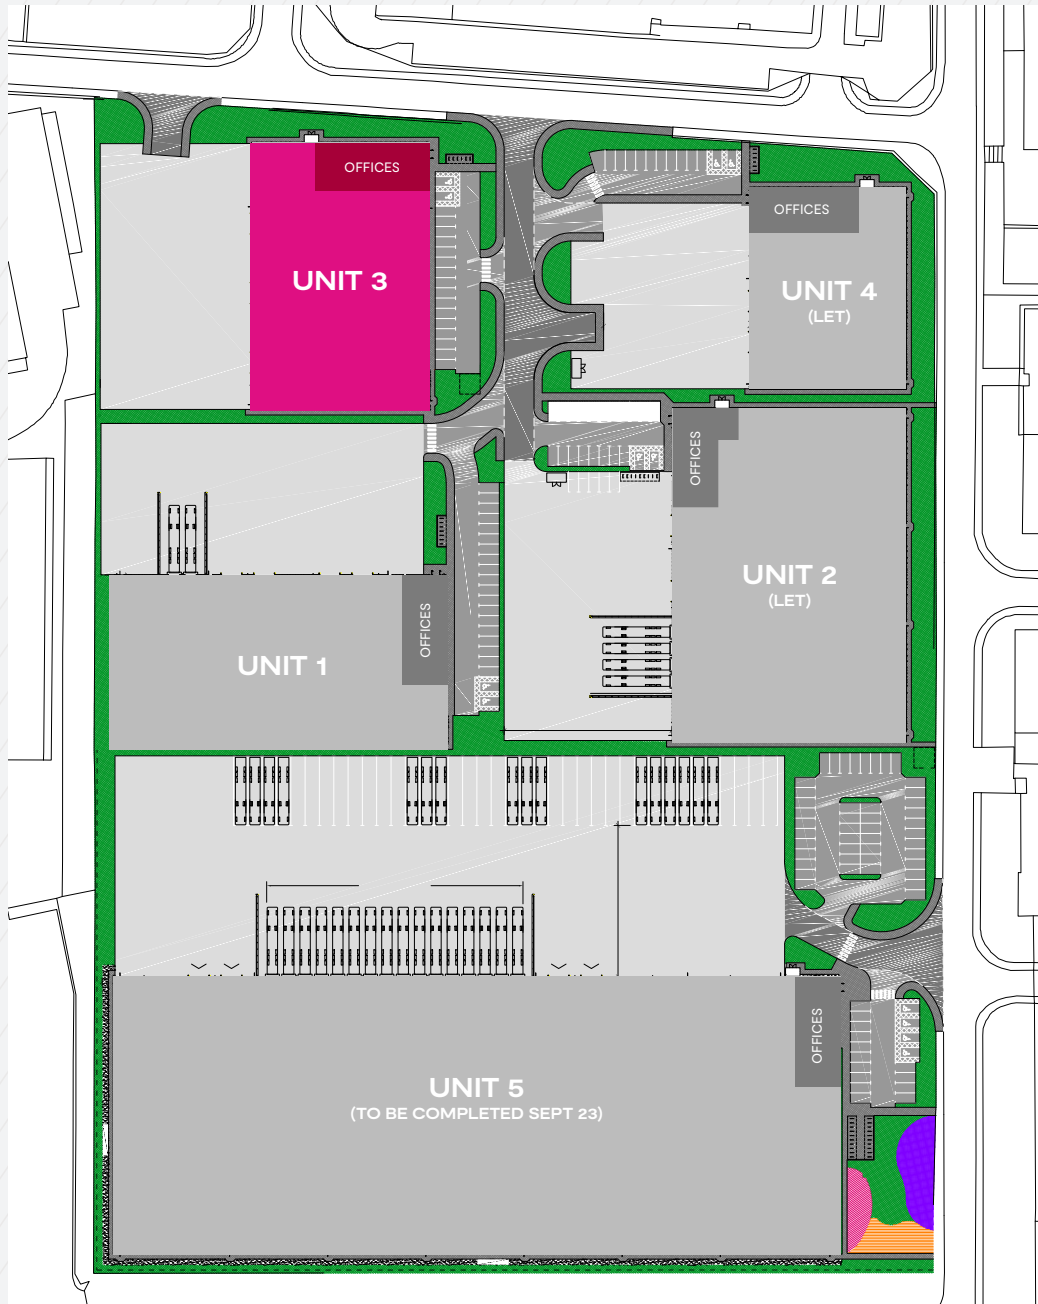 OFFICES
UNIT 3
OFFICES
UNIT 4
(LET)
OFFICES
UNIT 2
(LET)
OFFICES
UNIT 1
OFFICES
UNIT 5
(TO BE COMPLETED SEPT 23)